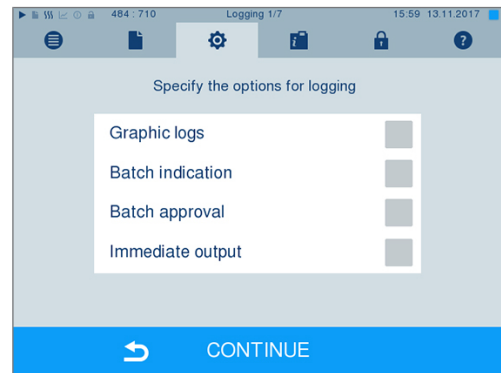 484 : 710 Logging 1/7 15:59 13.11.2017
Specify the options for logging
Graphic logs
Batch indication
Batch approval
Immediate output
CONTINUE